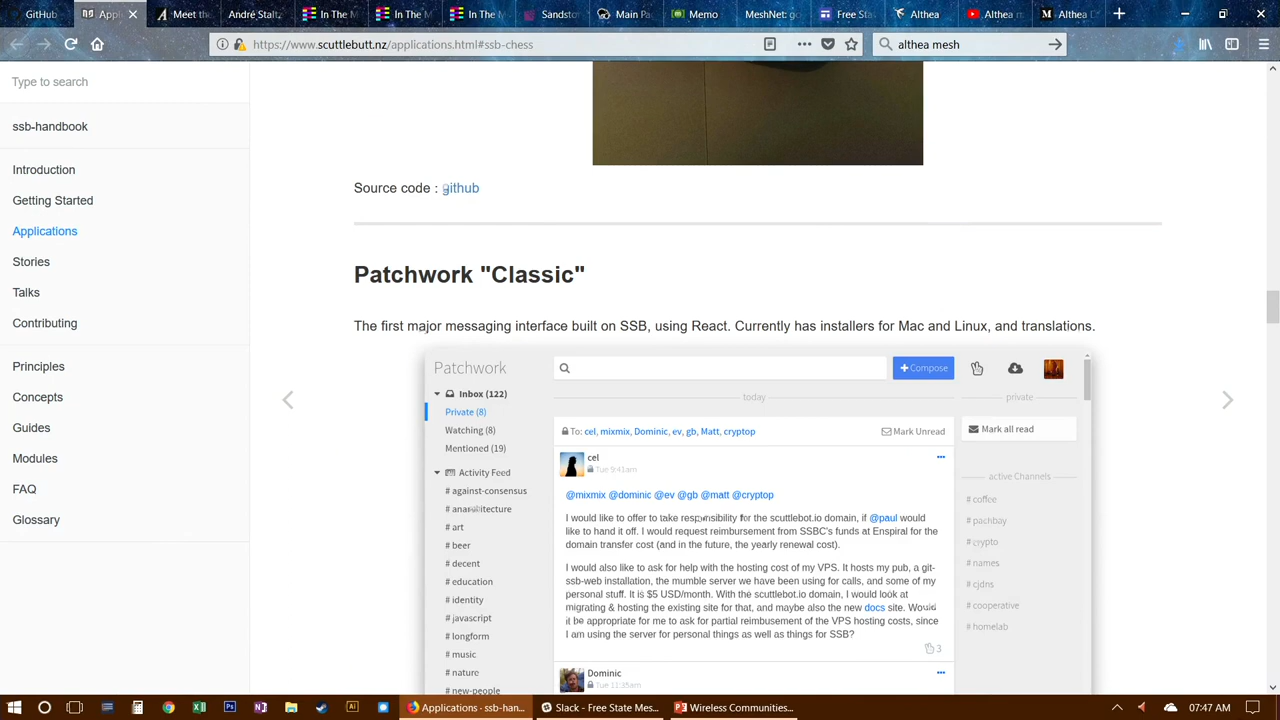 GitHub
Appli
Meet the
André Staltz
In The M
In The M
In The M
Sandsto
Main Pa
Memo
MeshNet: go
Free Sta
Althea
Althea m
Althea D
https://www.scuttlebutt.nz/applications.html#ssb-chess
althea mesh
Type to search
ssb-handbook
Introduction
Getting Started
Applications
Stories
Talks
Contributing
Principles
Concepts
Guides
Modules
FAQ
Glossary
Source code : github
Patchwork "Classic"
The first major messaging interface built on SSB, using React. Currently has installers for Mac and Linux, and translations.
Patchwork
Inbox (122)
Private (8)
Watching (8)
Mentioned (19)
Activity Feed
# against-consensus
# anarchitecture
# art
# beer
# decent
# education
# identity
# javascript
# longform
# music
# nature
# new-people
+ Compose
today
To: cel, mixmix, Dominic, ev, gb, Matt, cryptop
Mark Unread
cel
Tue 9:41am
@mixmix @dominic @ev @gb @matt @cryptop
I would like to offer to take responsibility for the scuttlebot.io domain, if @paul would
like to hand it off. I would request reimbursement from SSBC's funds at Enspiral for the
domain transfer cost (and in the future, the yearly renewal cost).
I would also like to ask for help with the hosting cost of my VPS. It hosts my pub, a git-
ssb-web installation, the mumble server we have been using for calls, and some of my
personal stuff. It is $5 USD/month. With the scuttlebot.io domain, I would look at
migrating & hosting the existing site for that, and maybe also the new docs site. Would
it be appropriate for me to ask for partial reimbusement of the VPS hosting costs, since
I am using the server for personal things as well as things for SSB?
3
Dominic
Tue 11:35am
private
Mark all read
active Channels
# coffee
# pachbay
# crypto
# names
# cjdns
# cooperative
# homelab
Applications · ssb-han...
Slack - Free State Mes...
Wireless Communities...
07:47 AM